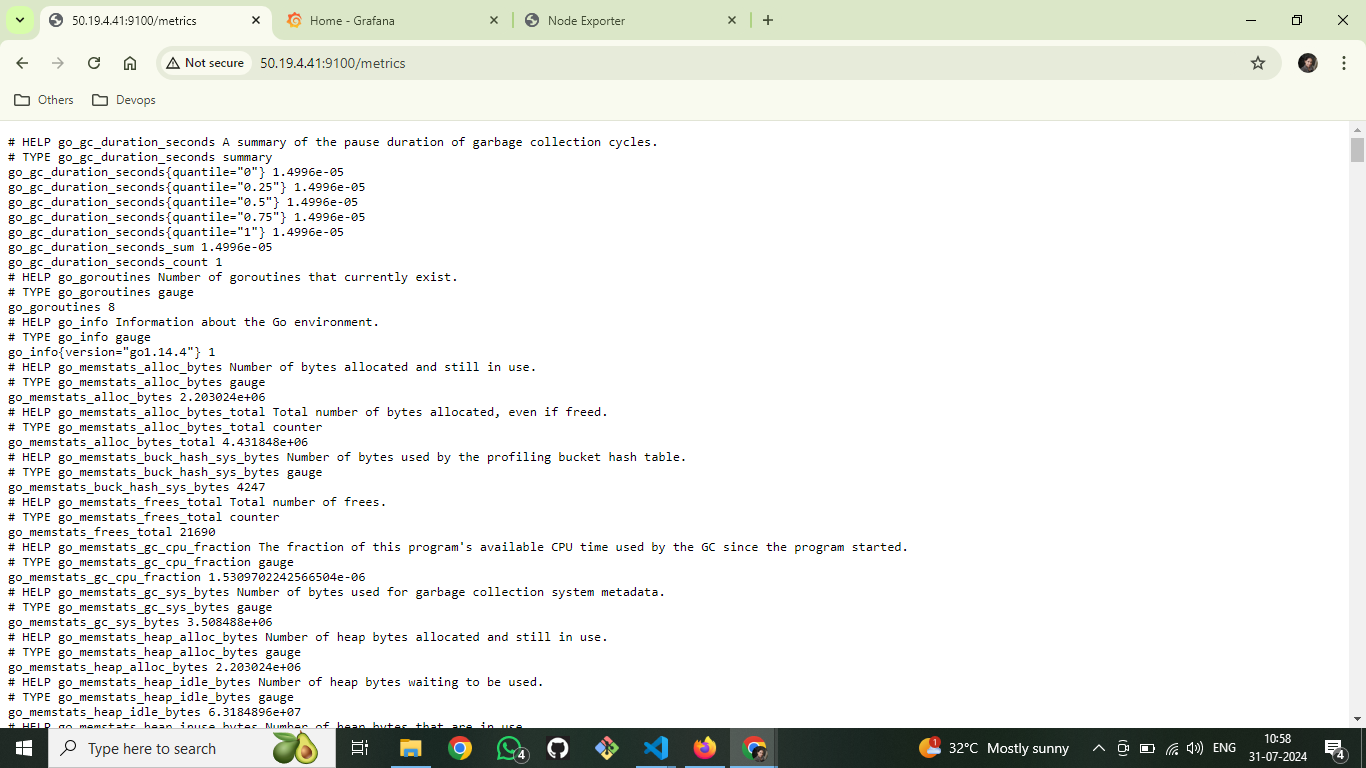 50.19.4.41:9100/metrics
Home - Grafana
Node Exporter
Not secure
50.19.4.41:9100/metrics
Others
Devops
# HELP go_gc_duration_seconds A summary of the pause duration of garbage collection cycles.
# TYPE go_gc_duration_seconds summary
go_gc_duration_seconds{quantile="0"} 1.4996e-05
go_gc_duration_seconds{quantile="0.25"} 1.4996e-05
go_gc_duration_seconds{quantile="0.5"} 1.4996e-05
go_gc_duration_seconds{quantile="0.75"} 1.4996e-05
go_gc_duration_seconds{quantile="1"} 1.4996e-05
go_gc_duration_seconds_sum 1.4996e-05
go_gc_duration_seconds_count 1
# HELP go_goroutines Number of goroutines that currently exist.
# TYPE go_goroutines gauge
go_goroutines 8
# HELP go_info Information about the Go environment.
# TYPE go_info gauge
go_info{version="go1.14.4"} 1
# HELP go_memstats_alloc_bytes Number of bytes allocated and still in use.
# TYPE go_memstats_alloc_bytes gauge
go_memstats_alloc_bytes 2.203024e+06
# HELP go_memstats_alloc_bytes_total Total number of bytes allocated, even if freed.
# TYPE go_memstats_alloc_bytes_total counter
go_memstats_alloc_bytes_total 4.431848e+06
# HELP go_memstats_buck_hash_sys_bytes Number of bytes used by the profiling bucket hash table.
# TYPE go_memstats_buck_hash_sys_bytes gauge
go_memstats_buck_hash_sys_bytes 4247
# HELP go_memstats_frees_total Total number of frees.
# TYPE go_memstats_frees_total counter
go_memstats_frees_total 21690
# HELP go_memstats_gc_cpu_fraction The fraction of this program's available CPU time used by the GC since the program started.
# TYPE go_memstats_gc_cpu_fraction gauge
go_memstats_gc_cpu_fraction 1.5309702242566504e-06
# HELP go_memstats_gc_sys_bytes Number of bytes used for garbage collection system metadata.
# TYPE go_memstats_gc_sys_bytes gauge
go_memstats_gc_sys_bytes 3.508488e+06
# HELP go_memstats_heap_alloc_bytes Number of heap bytes allocated and still in use.
# TYPE go_memstats_heap_alloc_bytes gauge
go_memstats_heap_alloc_bytes 2.203024e+06
# HELP go_memstats_heap_idle_bytes Number of heap bytes waiting to be used.
# TYPE go_memstats_heap_idle_bytes gauge
go_memstats_heap_idle_bytes 6.3184896e+07
# HELP go_memstats_heap_inuse_bytes Number of heap bytes that are in use
Type here to search
4
1
32°C Mostly sunny
ENG
10:58
31-07-2024
4